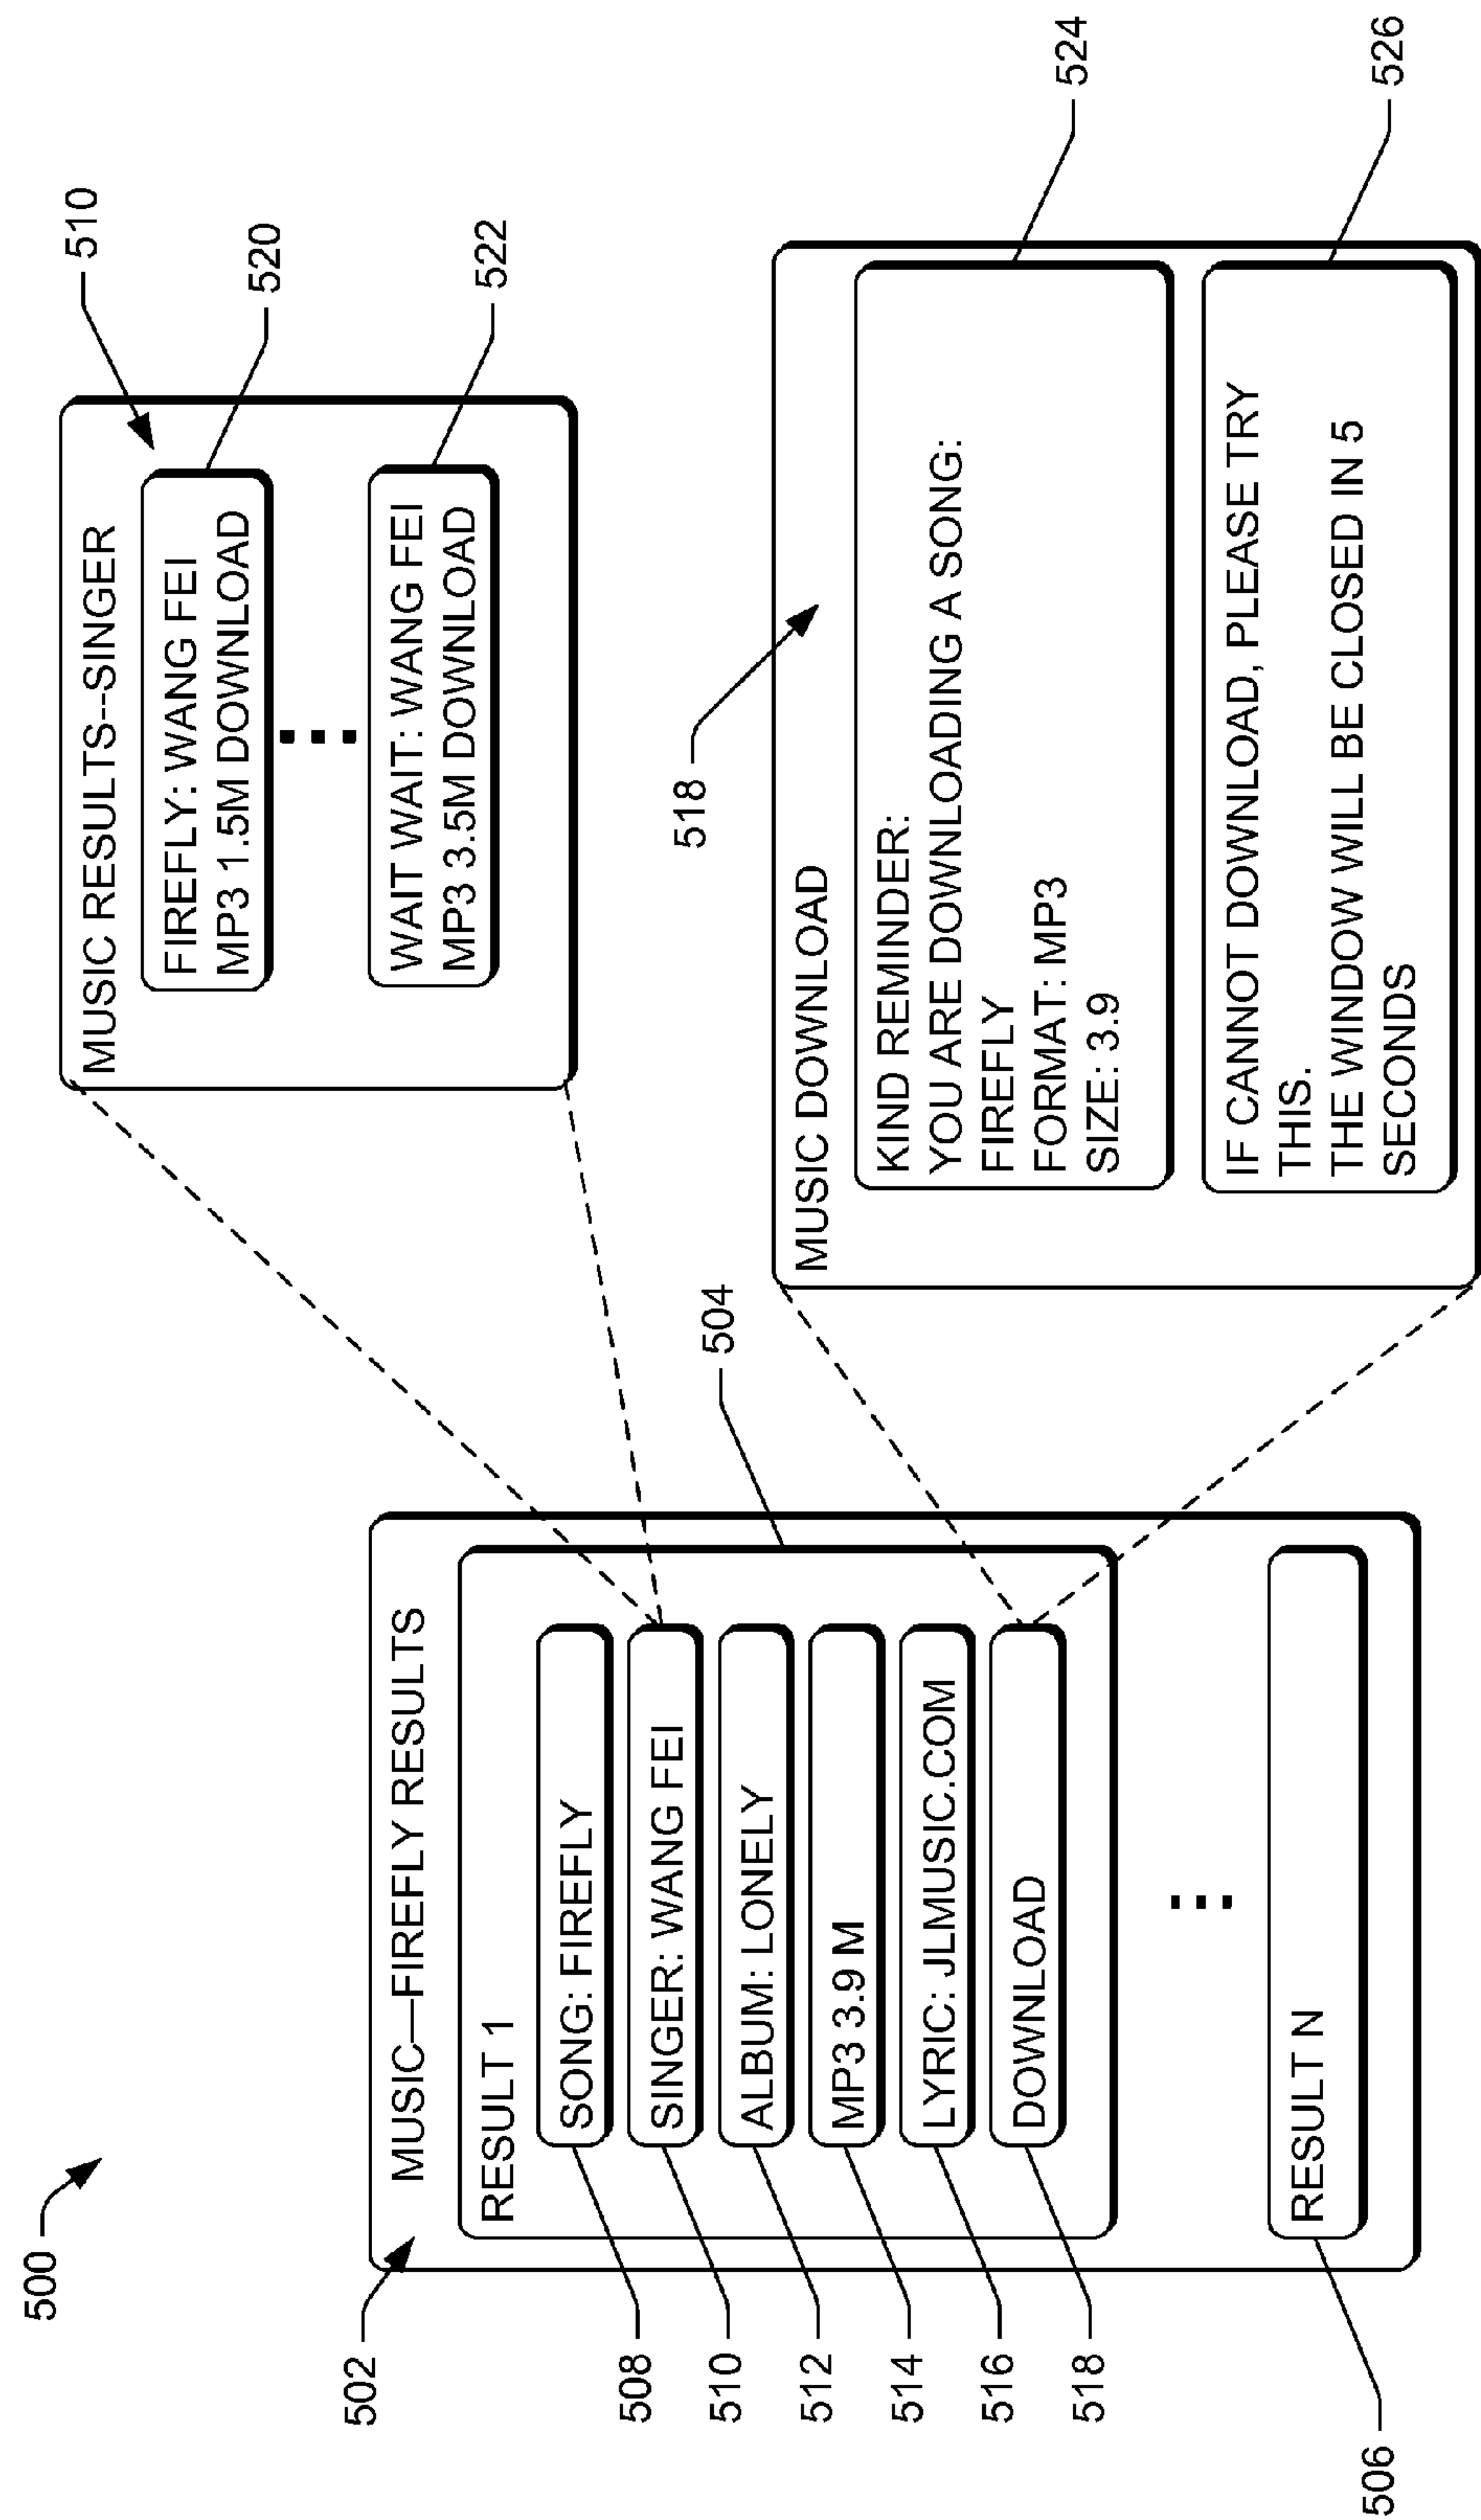 500
502
MUSIC—FIREFLY RESULTS
RESULT 1
504
508
SONG: FIREFLY
510
SINGER: WANG FEI
512
ALBUM: LONELY
514
MP3 3.9 M
516
LYRIC: JLMUSIC.COM
518
DOWNLOAD
RESULT N
506
510
MUSIC RESULTS--SINGER
FIREFLY: WANG FEI
MP3 1.5M DOWNLOAD
520
WAIT WAIT: WANG FEI
MP3 3.5M DOWNLOAD
522
518
MUSIC DOWNLOAD
KIND REMINDER:
YOU ARE DOWNLOADING A SONG:
FIREFLY
FORMAT: MP3
SIZE: 3.9
524
IF CANNOT DOWNLOAD, PLEASE TRY
THIS.
THE WINDOW WILL BE CLOSED IN 5
SECONDS
526